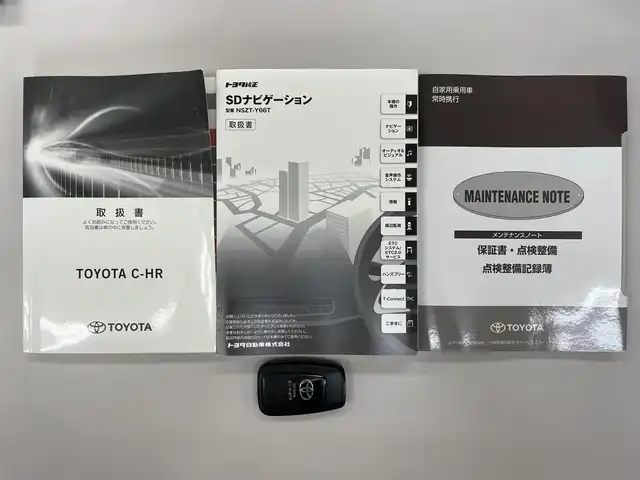 取扱書
よくお読みになってご使用ください。
取扱書は車の中に保管しましょう。
TOYOTA C-HR
TOYOTA
トヨタ純正
SDナビゲーション
型番 NSZT-Y66T
取扱書
本機の
操作
ナビゲー
ション
オーディオ&
ビジュアル
音声操作
システム
情報
周辺監視
ETC
システム/
ETC2.0
サービス
ハンズフリー
T-Connect
ご参考に
トヨタ自動車株式会社
自家用乗用車
常時携行
MAINTENANCE NOTE
メンテナンスノート
保証書・点検整備
点検整備記録簿
TOYOTA